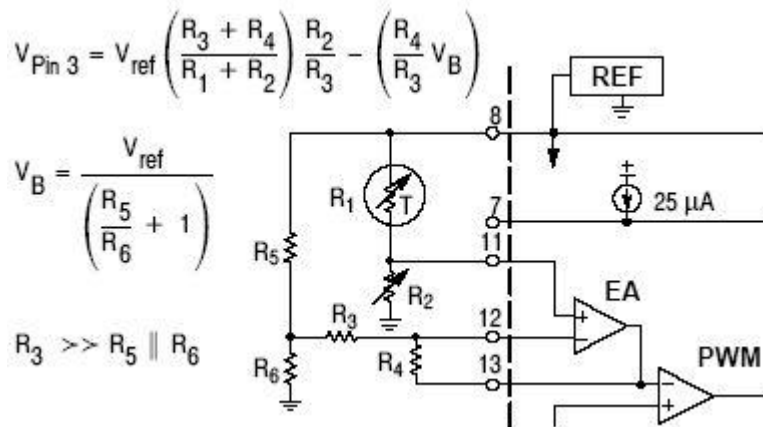 V_Pin 3 = V_ref ( (R_3 + R_4) / (R_1 + R_2) ) R_2 / R_3 − ( R_4 / R_3 V_B )
V_B = V_ref / ( R_5 / R_6 + 1 )
R_3 >> R_5 || R_6
REF
8
R_1
T
7
25 µA
11
R_5
R_2
EA
R_3
12
R_6
R_4
13
PWM
+
−
−
+
+